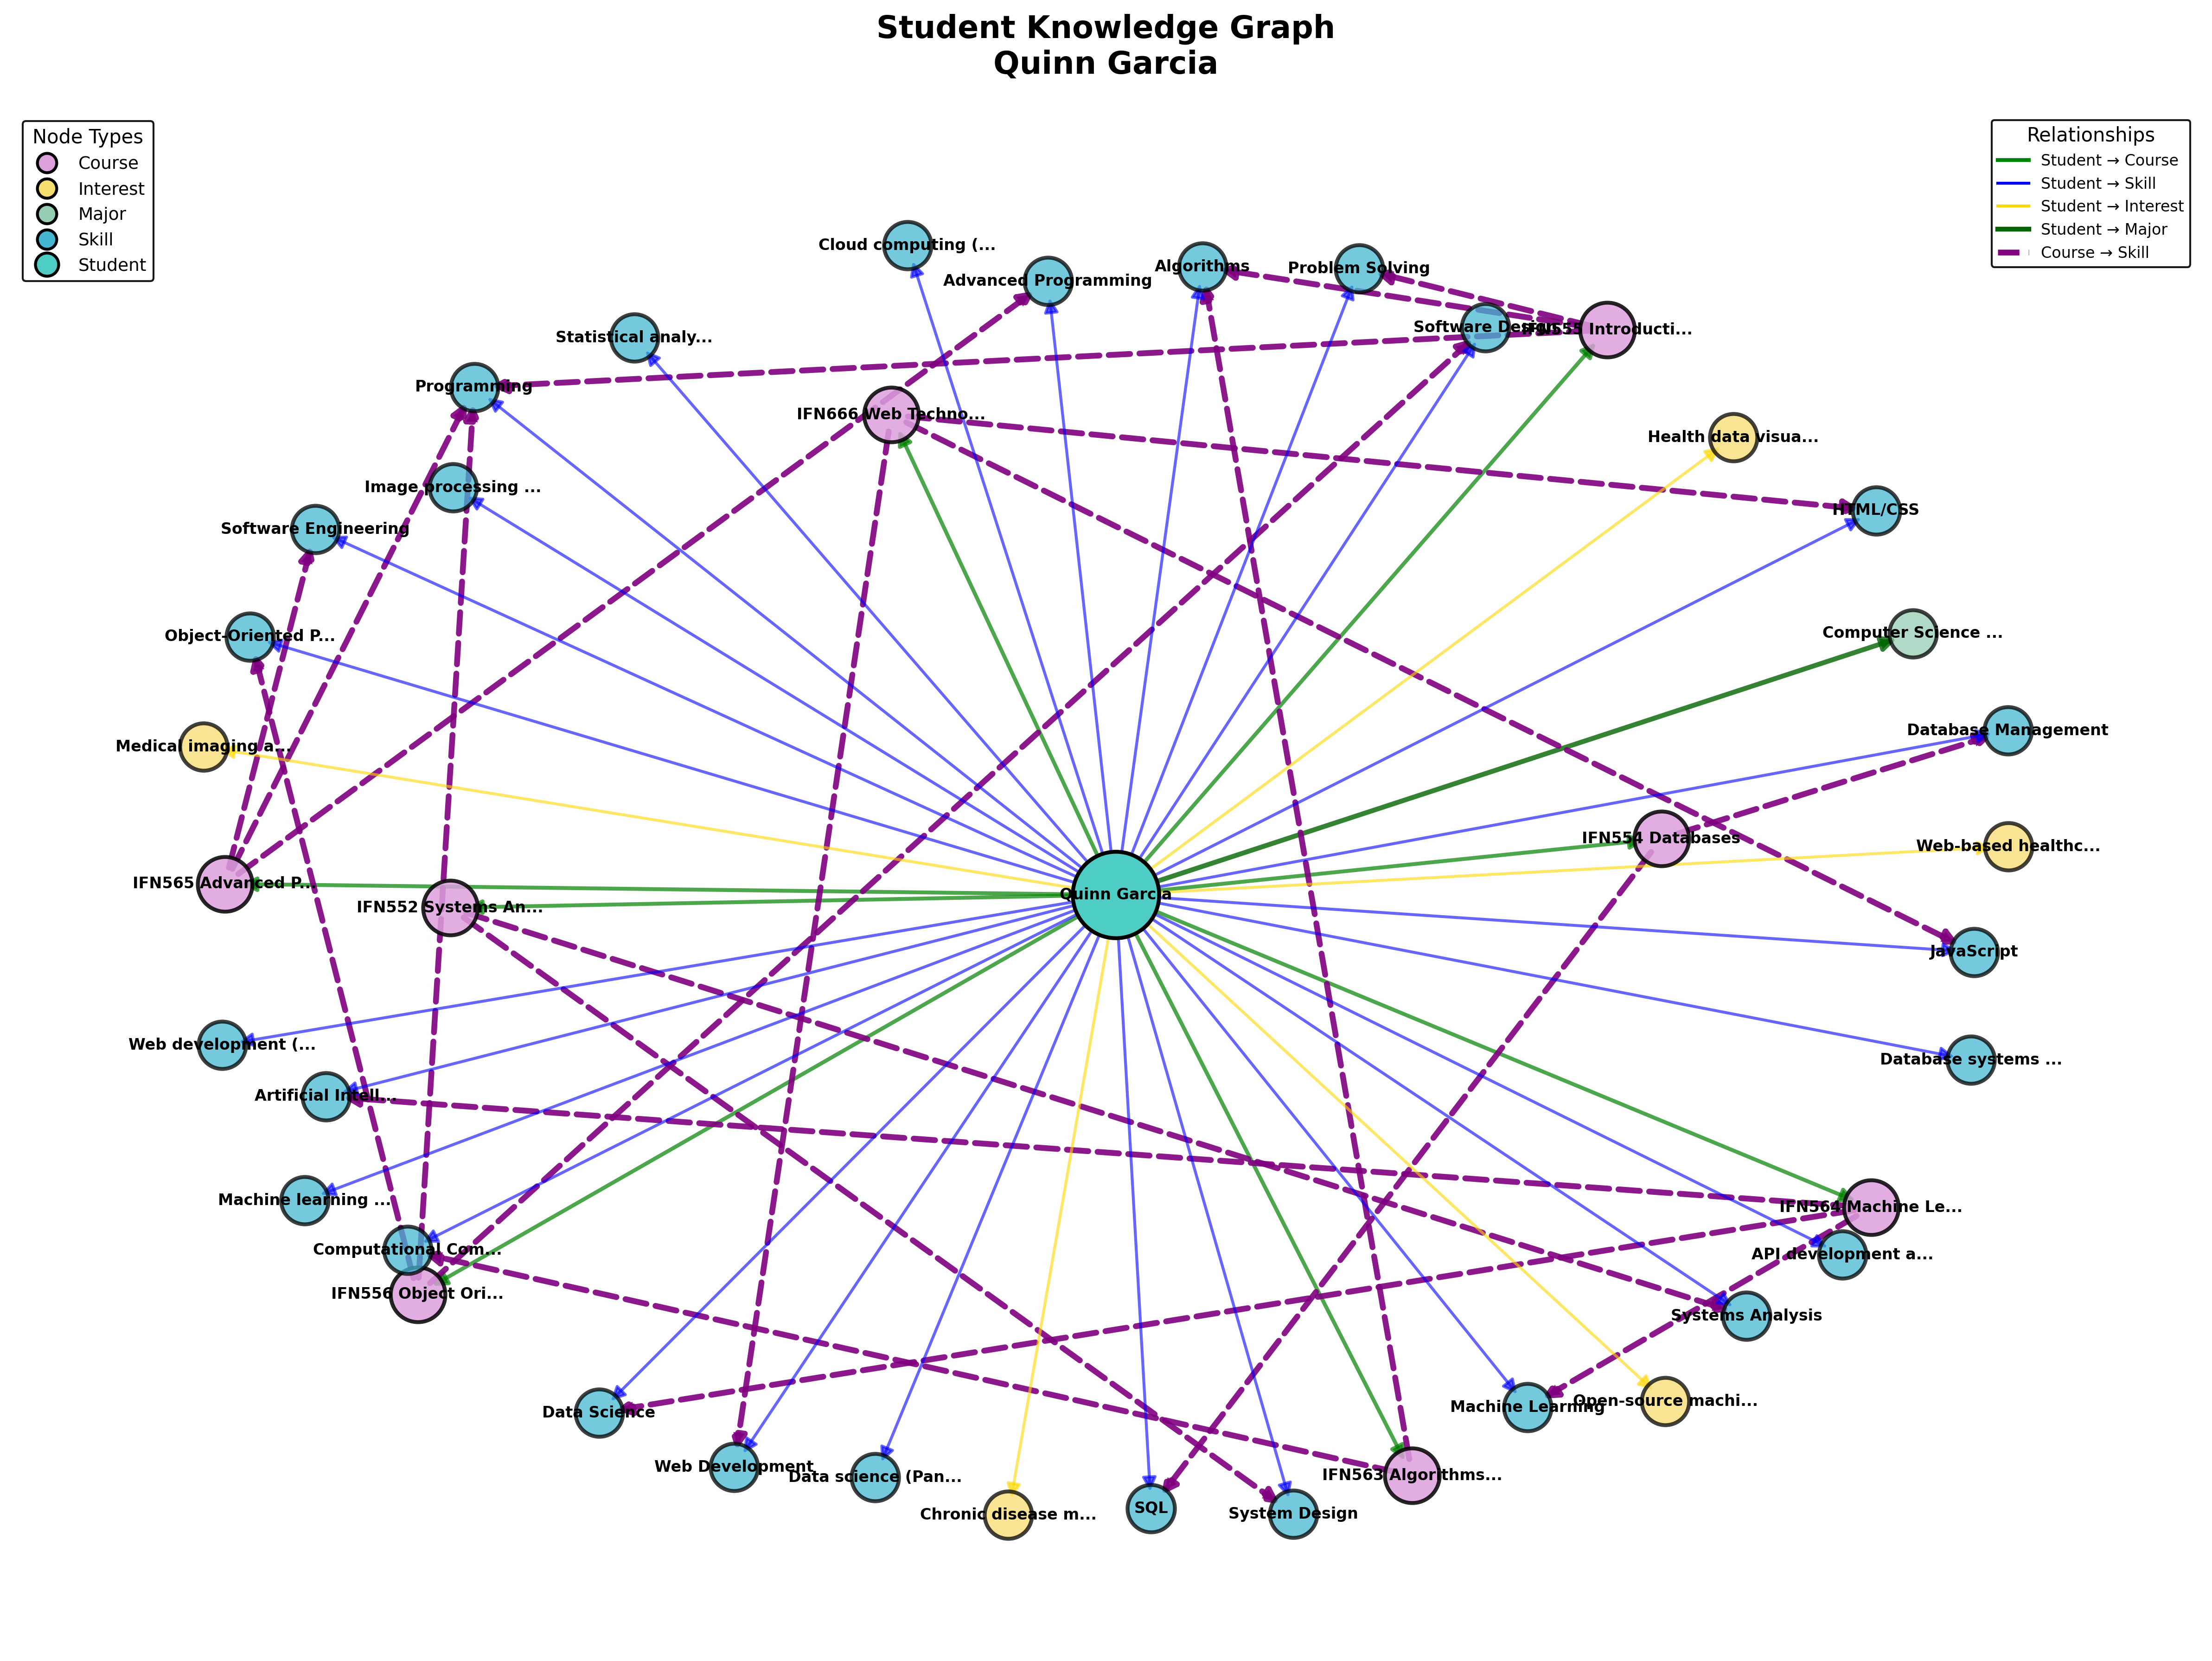 Student Knowledge Graph
Quinn Garcia
Node Types
Course
Interest
Major
Skill
Student
Relationships
Student → Course
Student → Skill
Student → Interest
Student → Major
Course → Skill
Cloud computing (...
Advanced Programming
Algorithms
Problem Solving
Software Design
IFN555 Introducti...
Statistical analy...
Programming
IFN666 Web Techno...
Health data visua...
Image processing ...
HTML/CSS
Software Engineering
Object-Oriented P...
Computer Science ...
Database Management
Medical imaging a...
IFN554 Databases
Web-based healthc...
IFN565 Advanced P...
Quinn Garcia
IFN552 Systems An...
JavaScript
Web development (...
Database systems ...
Artificial Intell...
Machine learning ...
IFN564 Machine Le...
Computational Com...
API development a...
IFN556 Object Ori...
Systems Analysis
Open-source machi...
Machine Learning
Data Science
Web Development
Data science (Pan...
IFN563 Algorithms...
Chronic disease m...
SQL
System Design